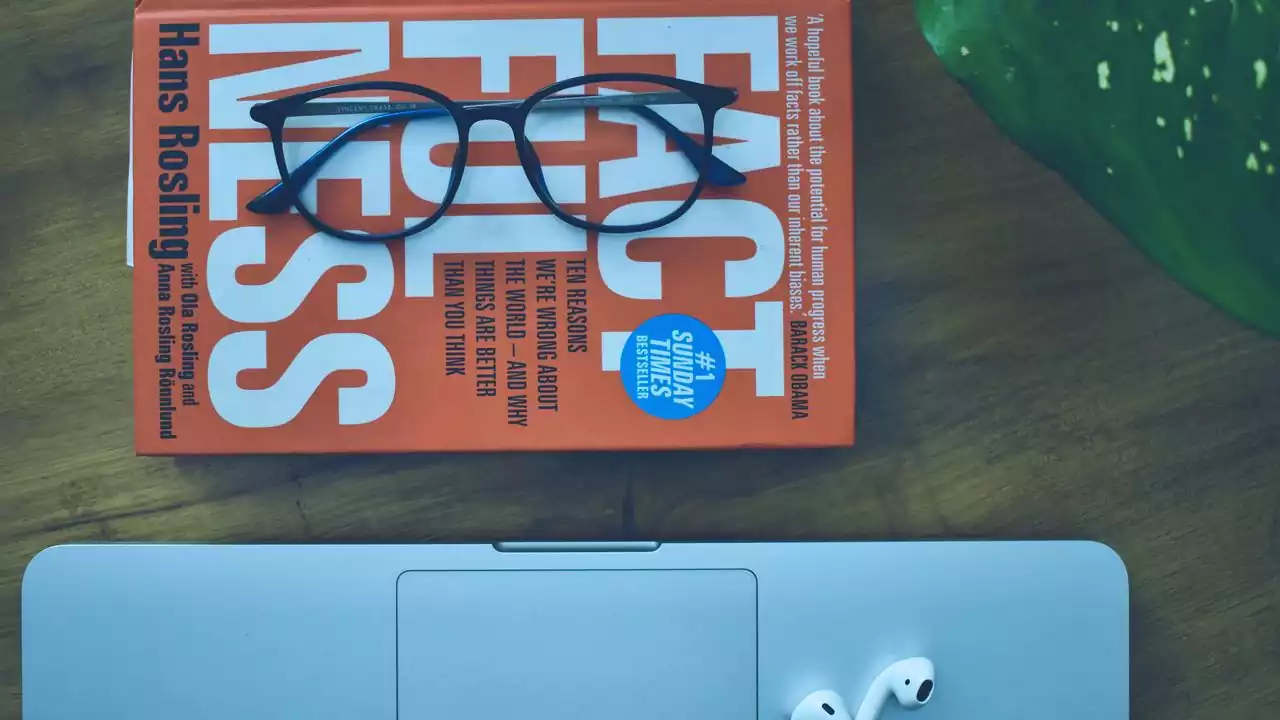 'A hopeful book about the potential for human progress when
we work off facts rather than our inherent biases.' BARACK OBAMA
FACT
FUL
NESS
#1
SUNDAY
TIMES
BESTSELLER
TEN REASONS
WE'RE WRONG ABOUT
THE WORLD – AND WHY
THINGS ARE BETTER
THAN YOU THINK
Hans Rosling
with Ola Rosling and
Anna Rosling Rönnlund